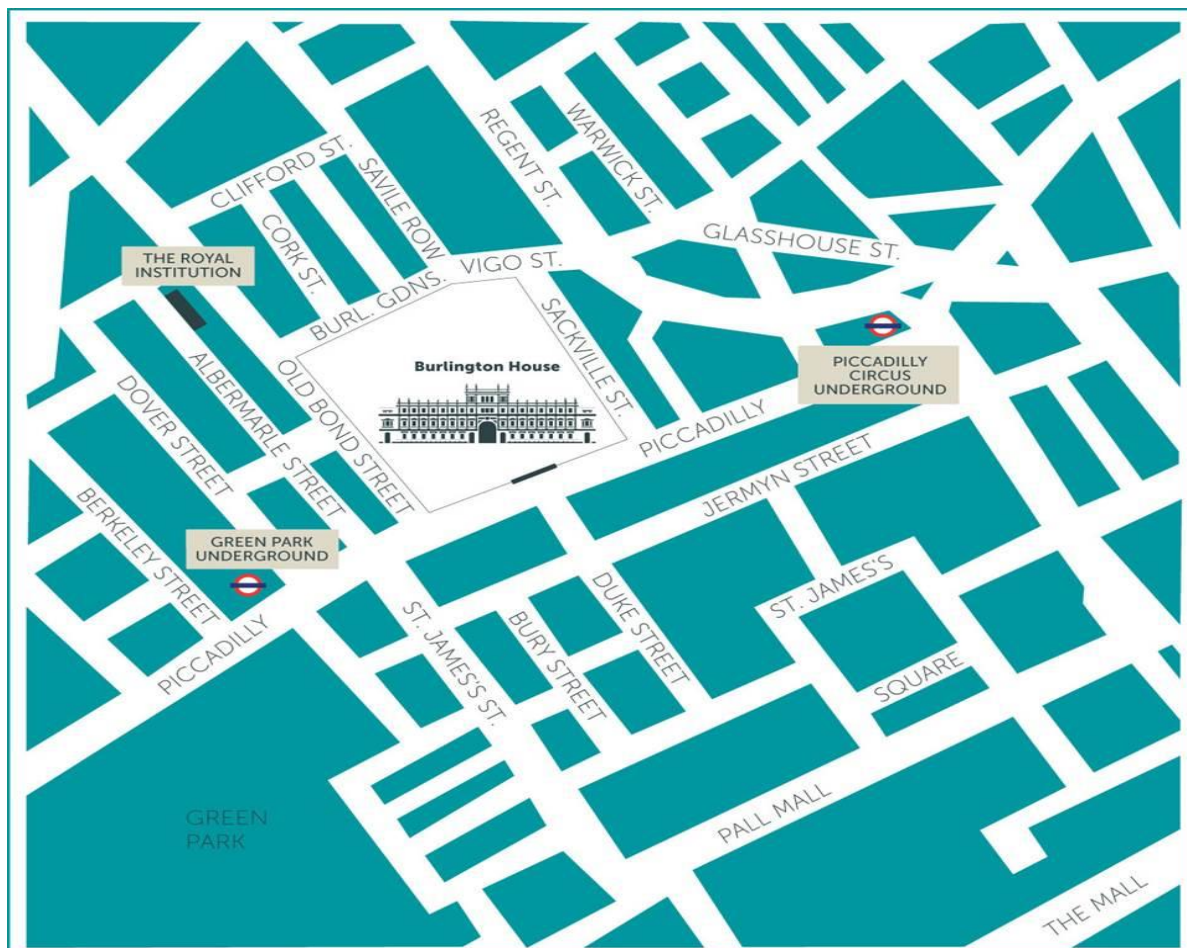 REGENT ST.
WARWICK ST.
CLIFFORD ST.
SAVILE ROW
CORK ST.
GLASSHOUSE ST.
THE ROYAL
INSTITUTION
VIGO ST.
BURL. GDNS.
SACKVILLE ST.
Burlington House
PICCADILLY
CIRCUS
UNDERGROUND
ALBERMARLE STREET
OLD BOND STREET
DOVER STREET
PICCADILLY
JERMYN STREET
BERKELEY STREET
GREEN PARK
UNDERGROUND
ST. JAMES'S
DUKE STREET
BURY STREET
ST. JAMES'S ST.
PICCADILLY
SQUARE
GREEN
PARK
PALL MALL
THE MALL